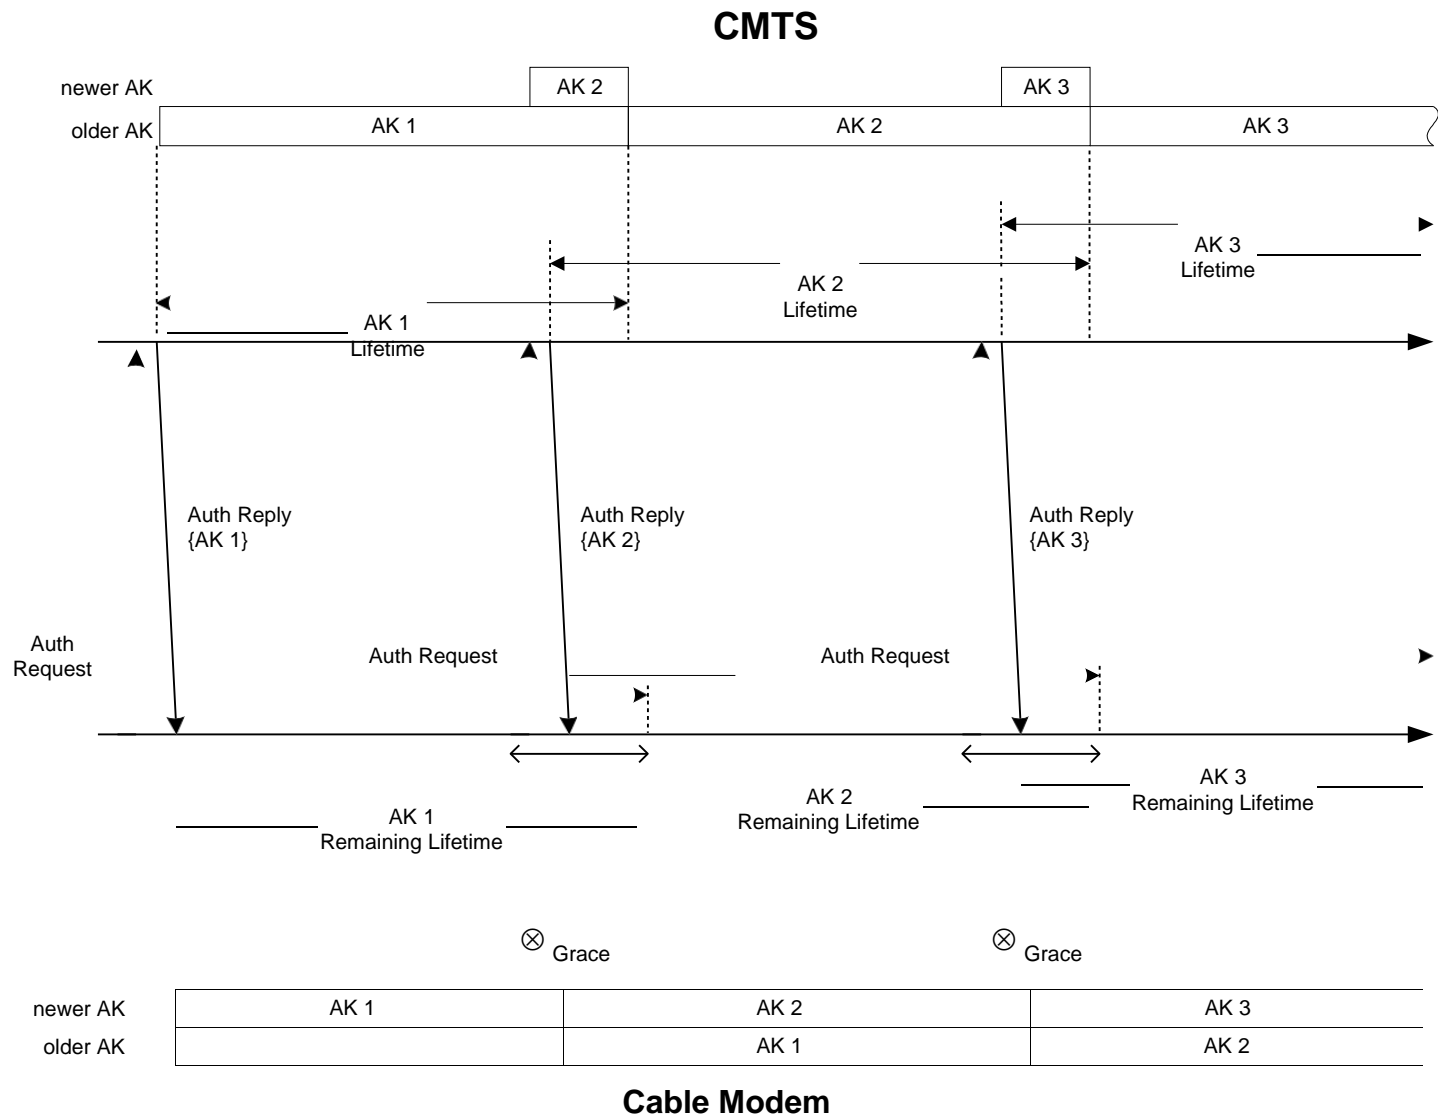 CMTS
newer AK
AK 2
AK 3
older AK
AK 1
AK 2
AK 3
AK 3
Lifetime
AK 2
Lifetime
AK 1
Lifetime
Auth Reply
{AK 1}
Auth Reply
{AK 2}
Auth Reply
{AK 3}
Auth
Request
Auth Request
Auth Request
AK 1
Remaining Lifetime
AK 2
Remaining Lifetime
AK 3
Remaining Lifetime
Grace
Grace
newer AK
AK 1
AK 2
AK 3
older AK
AK 1
AK 2
Cable Modem